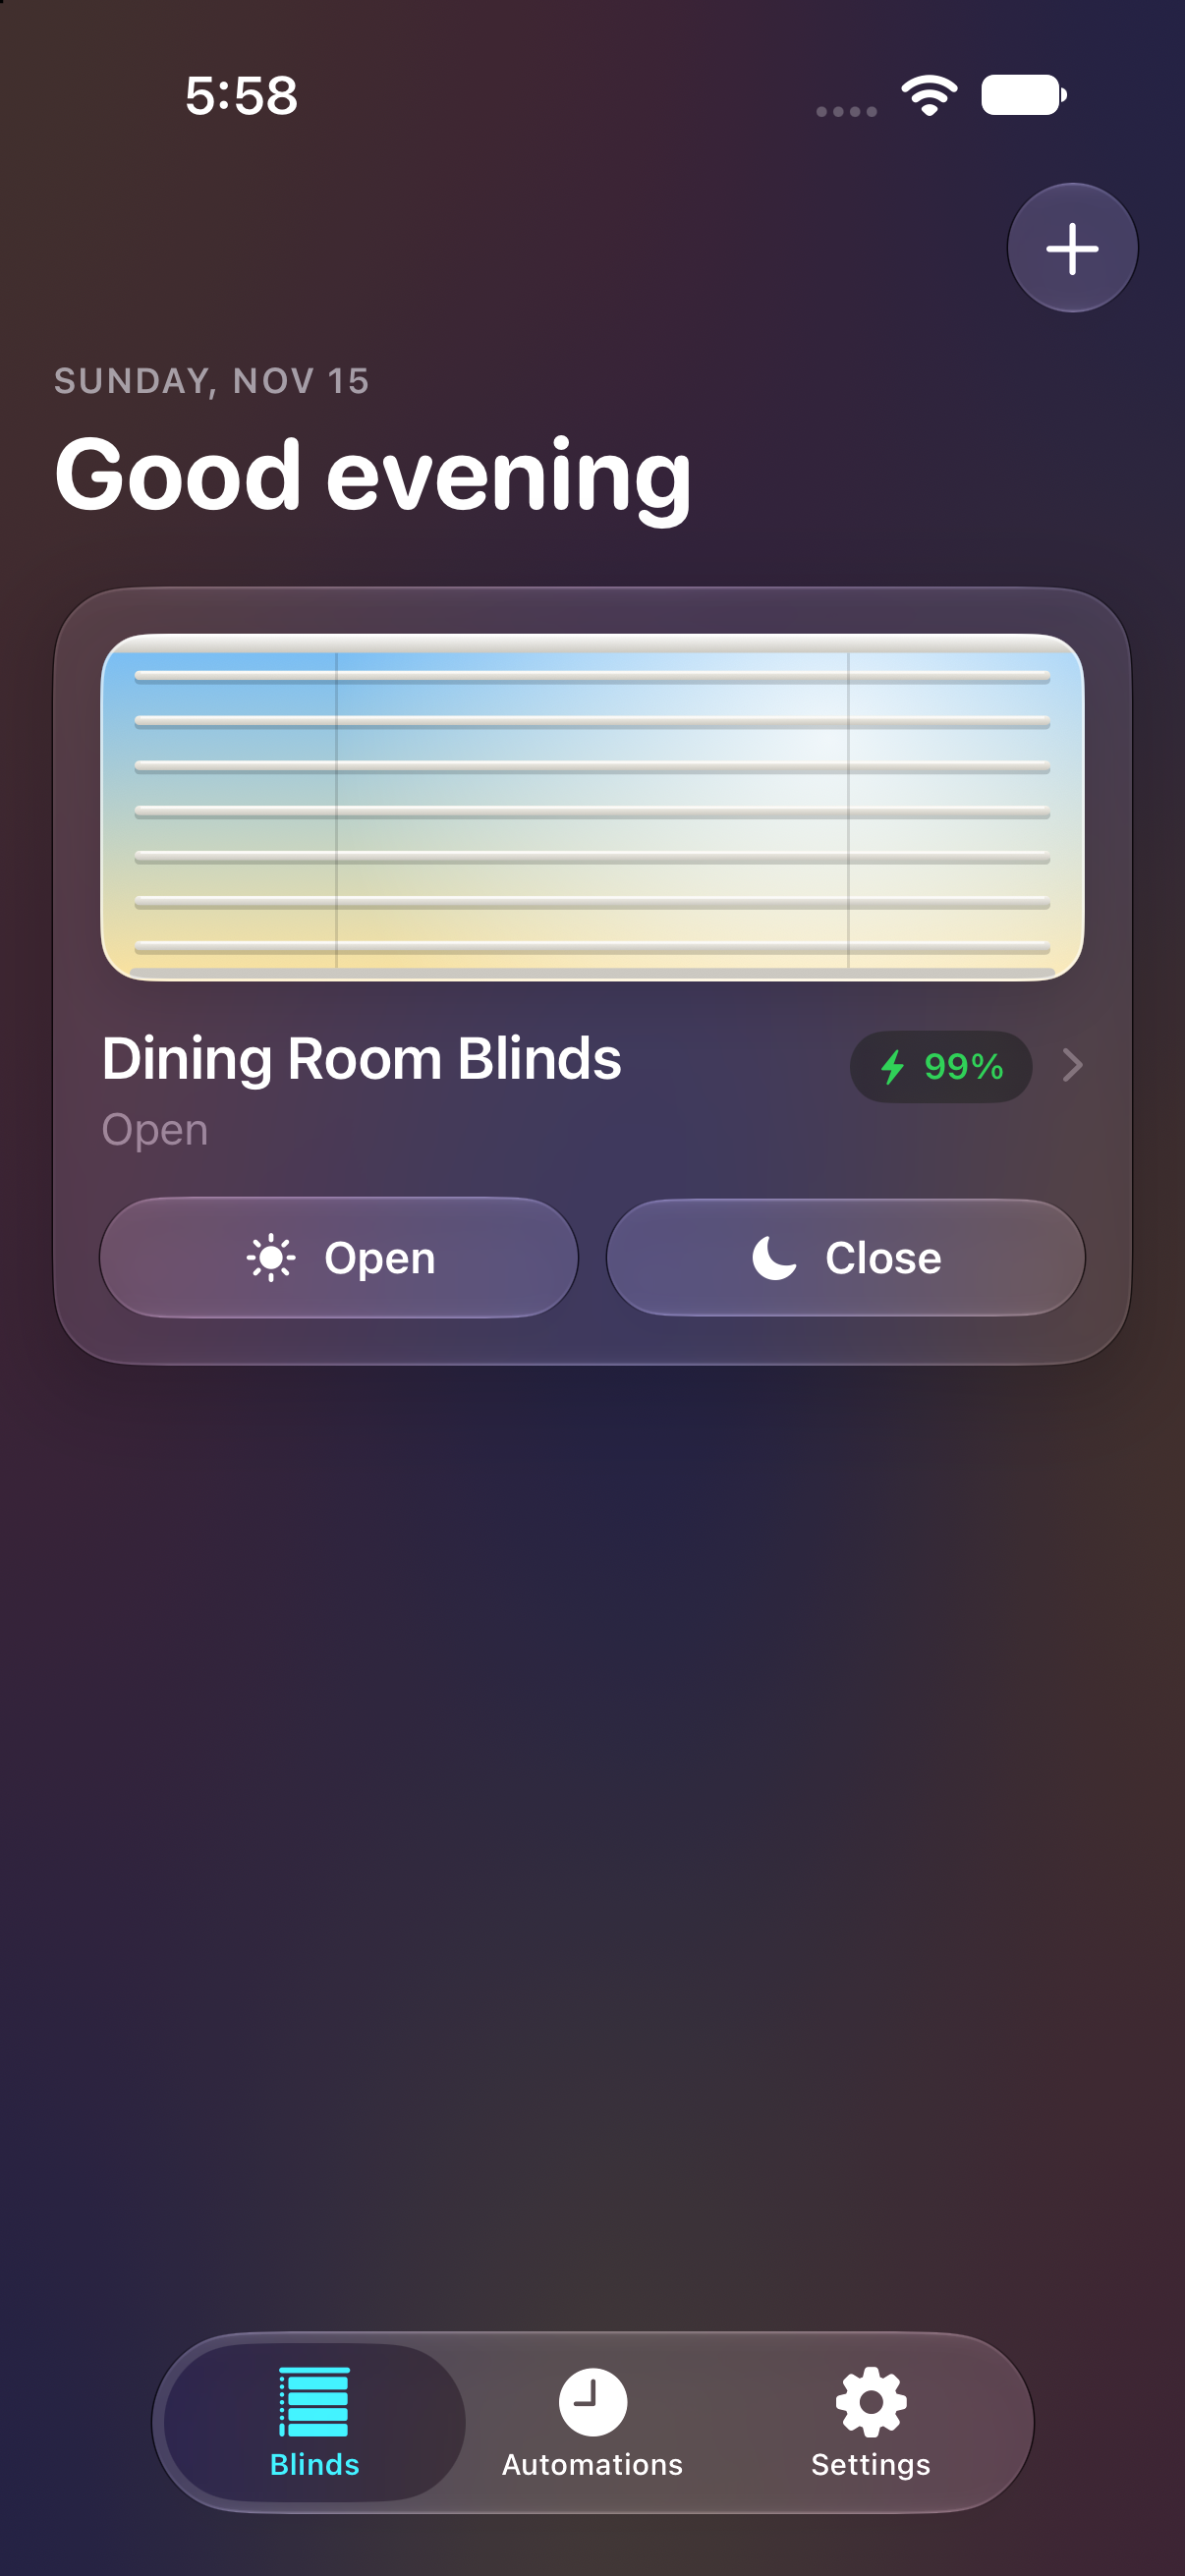 5:58
SUNDAY, NOV 15
Good evening
Dining Room Blinds
99%
Open
Open
Close
Blinds
Automations
Settings